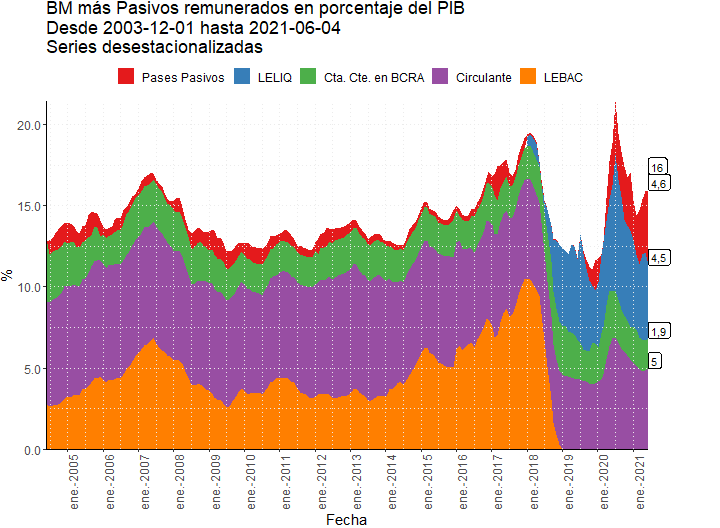 BM más Pasivos remunerados en porcentaje del PIB
Desde 2003-12-01 hasta 2021-06-04
Series desestacionalizadas
Pases Pasivos LELIQ Cta. Cte. en BCRA Circulante LEBAC
20.0
15.0
10.0
5.0
0.0
%
16
4,6
4,5
1,9
5
ene.-2005 ene.-2006 ene.-2007 ene.-2008 ene.-2009 ene.-2010 ene.-2011 ene.-2012 ene.-2013 ene.-2014 ene.-2015 ene.-2016 ene.-2017 ene.-2018 ene.-2019 ene.-2020 ene.-2021
Fecha